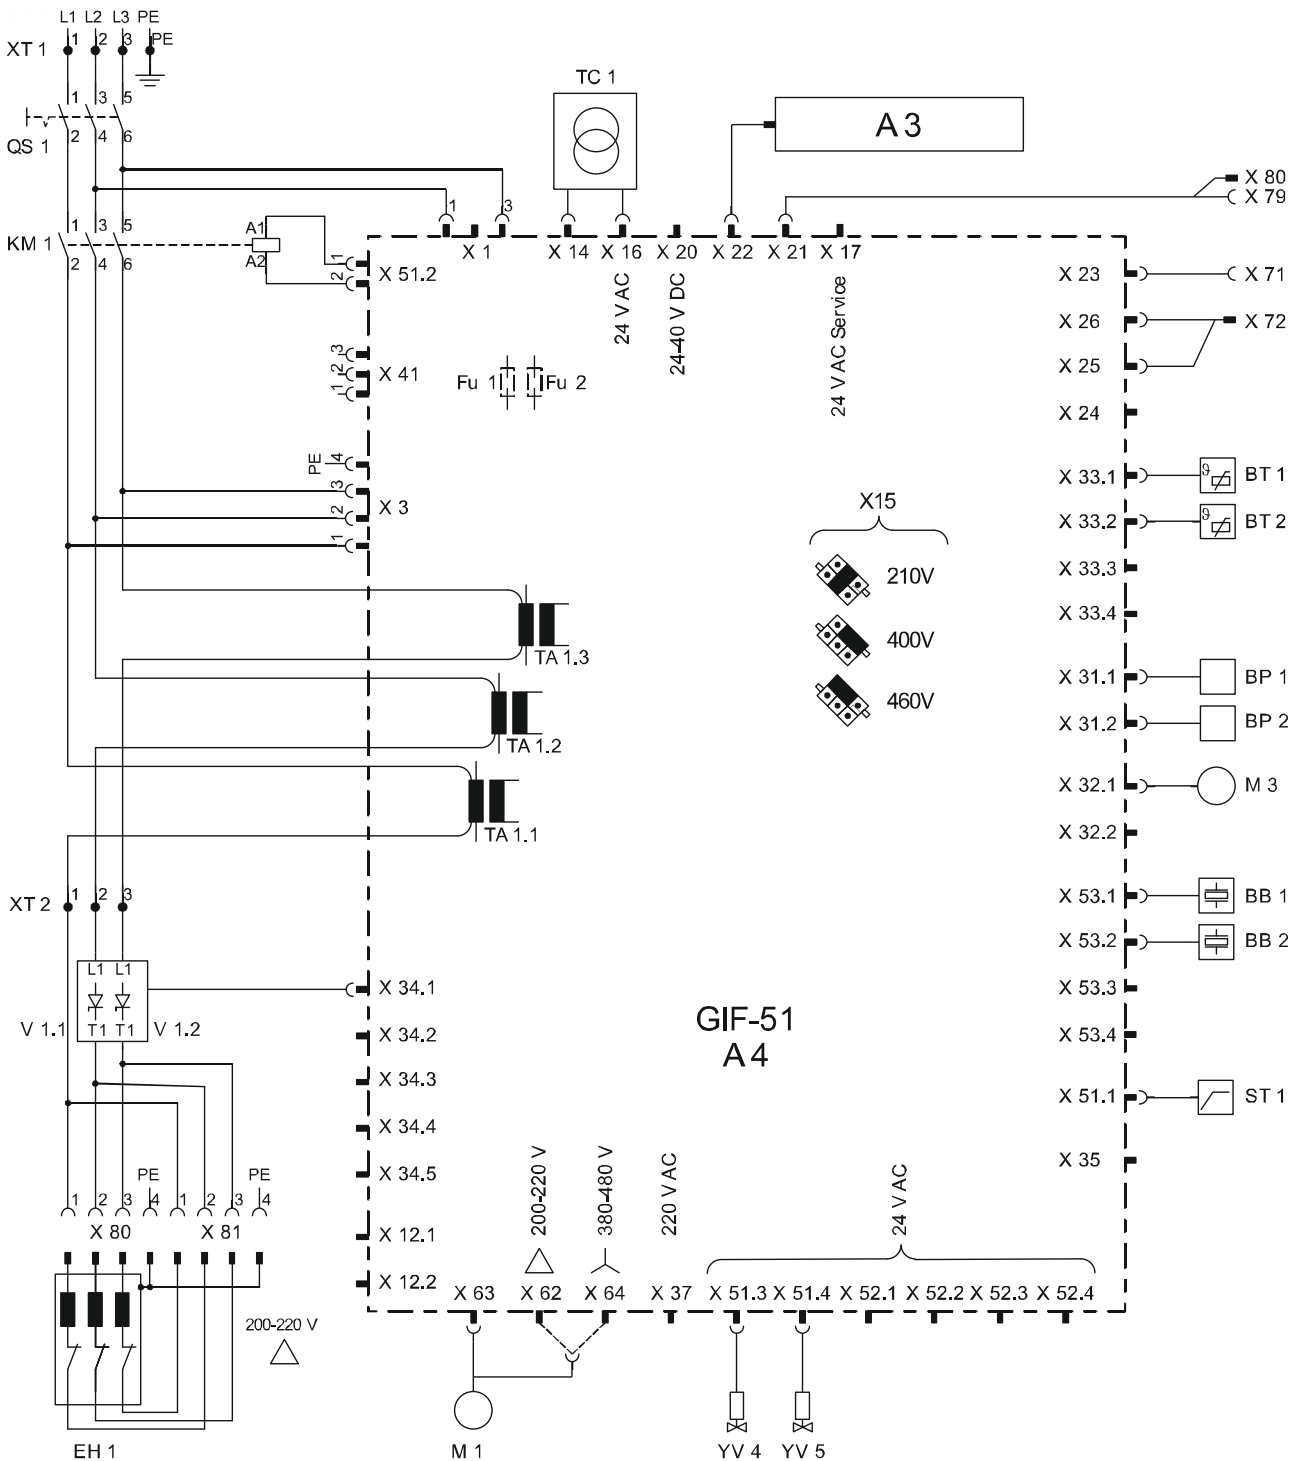 L1 L2 L3 PE
XT 1 1 2 3 PE
TC 1
A 3
1 3 5
QS 1 2 4 6
X 80
X 79
1 3
1 3 5 A1
KM 1 2 4 6 A2
1
2
X 51.2
X 1 X 14 X 16 X 20 X 22 X 21 X 17
24 V AC
24-40 V DC
24 V AC Service
X 23 X 71
X 26 X 72
X 25
X 24
3
2
1
X 41
Fu 1 Fu 2
PE 4
3
2
1
X 3
X 33.1 BT 1
X 33.2 BT 2
X 33.3
X 33.4
ϑ
ϑ
X15
210V
400V
460V
TA 1.3
TA 1.2
TA 1.1
X 31.1 BP 1
X 31.2 BP 2
X 32.1 M 3
X 32.2
XT 2 1 2 3
X 53.1 BB 1
X 53.2 BB 2
X 53.3
X 53.4
L1 L1
V 1.1 T1 T1 V 1.2
X 34.1
X 34.2
X 34.3
X 34.4
X 34.5
GIF-51
A 4
X 51.1 ST 1
X 35
PE PE
1 2 3 4 1 2 3 4
X 80 X 81
X 12.1
X 12.2
200-220 V
380-480 V
220 V AC
24 V AC
X 63 X 62 X 64 X 37 X 51.3 X 51.4 X 52.1 X 52.2 X 52.3 X 52.4
200-220 V
EH 1
M 1
YV 4 YV 5